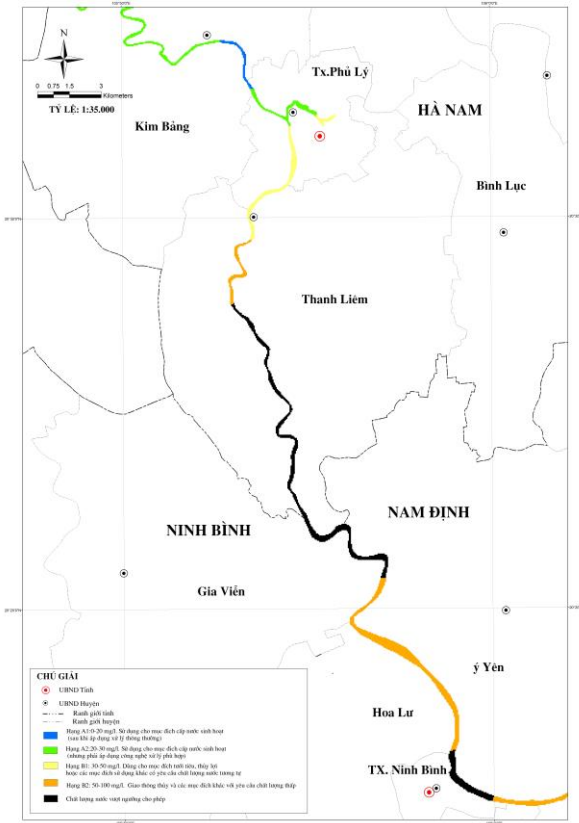 N
0 0.75 1.5 3
Kilometers
TỶ LỆ: 1:35.000
Tx.Phủ Lý
HÀ NAM
Kim Bảng
Bình Lục
Thanh Liêm
NAM ĐỊNH
NINH BÌNH
Gia Viễn
ý Yên
Hoa Lư
TX. Ninh Bình
CHÚ GIẢI
UBND Tỉnh
UBND Huyện
Ranh giới tỉnh
Ranh giới huyện
Hạng A1:0-20 mg/l. Sử dụng cho mục đích cấp nước sinh hoạt
(sau khi áp dụng xử lý thông thường)
Hạng A2:20-30 mg/l. Sử dụng cho mục đích cấp nước sinh hoạt
(nhưng phải áp dụng công nghệ xử lý phù hợp)
Hạng B1: 30-50 mg/l. Dùng cho mục đích tưới tiêu, thủy lợi
hoặc các mục đích sử dụng khác có yêu cầu chất lượng nước tương tự
Hạng B2: 50-100 mg/l. Giao thông thủy và các mục đích khác với yêu cầu chất lượng thấp
Chất lượng nước vượt ngưỡng cho phép